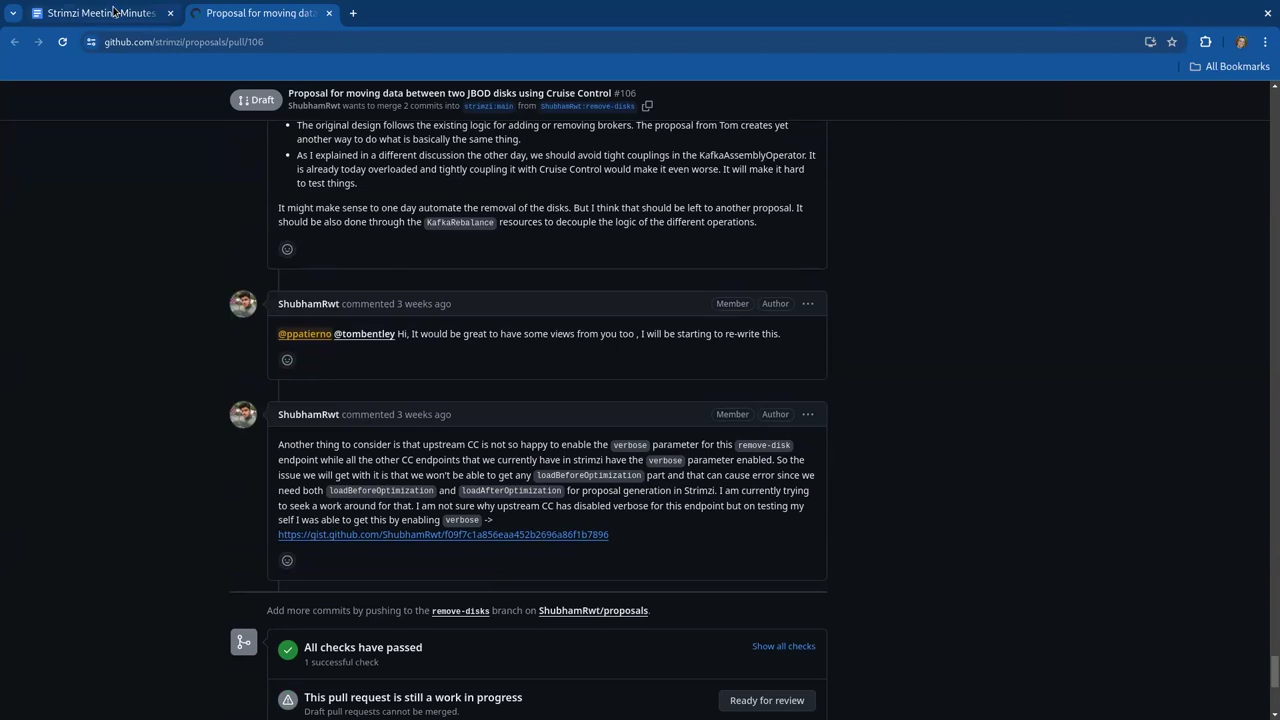 Strimzi Meeting Minutes
Proposal for moving data
github.com/strimzi/proposals/pull/106
All Bookmarks
Draft
Proposal for moving data between two JBOD disks using Cruise Control #106
ShubhamRwt wants to merge 2 commits into strimzi:main from ShubhamRwt:remove-disks
The original design follows the existing logic for adding or removing brokers. The proposal from Tom creates yet
another way to do what is basically the same thing.
As I explained in a different discussion the other day, we should avoid tight couplings in the KafkaAssemblyOperator. It
is already today overloaded and tightly coupling it with Cruise Control would make it even worse. It will make it hard
to test things.
It might make sense to one day automate the removal of the disks. But I think that should be left to another proposal. It
should be also done through the KafkaRebalance resources to decouple the logic of the different operations.
ShubhamRwt commented 3 weeks ago
Member
Author
@ppatierno @tombentley Hi, It would be great to have some views from you too , I will be starting to re-write this.
ShubhamRwt commented 3 weeks ago
Member
Author
Another thing to consider is that upstream CC is not so happy to enable the verbose parameter for this remove-disk
endpoint while all the other CC endpoints that we currently have in strimzi have the verbose parameter enabled. So the
issue we will get with it is that we won't be able to get any loadBeforeOptimization part and that can cause error since we
need both loadBeforeOptimization and loadAfterOptimization for proposal generation in Strimzi. I am currently trying
to seek a work around for that. I am not sure why upstream CC has disabled verbose for this endpoint but on testing my
self I was able to get this by enabling verbose ->
https://gist.github.com/ShubhamRwt/f09f7c1a856eaa452b2696a86f1b7896
Add more commits by pushing to the remove-disks branch on ShubhamRwt/proposals.
All checks have passed
Show all checks
1 successful check
This pull request is still a work in progress
Ready for review
Draft pull requests cannot be merged.